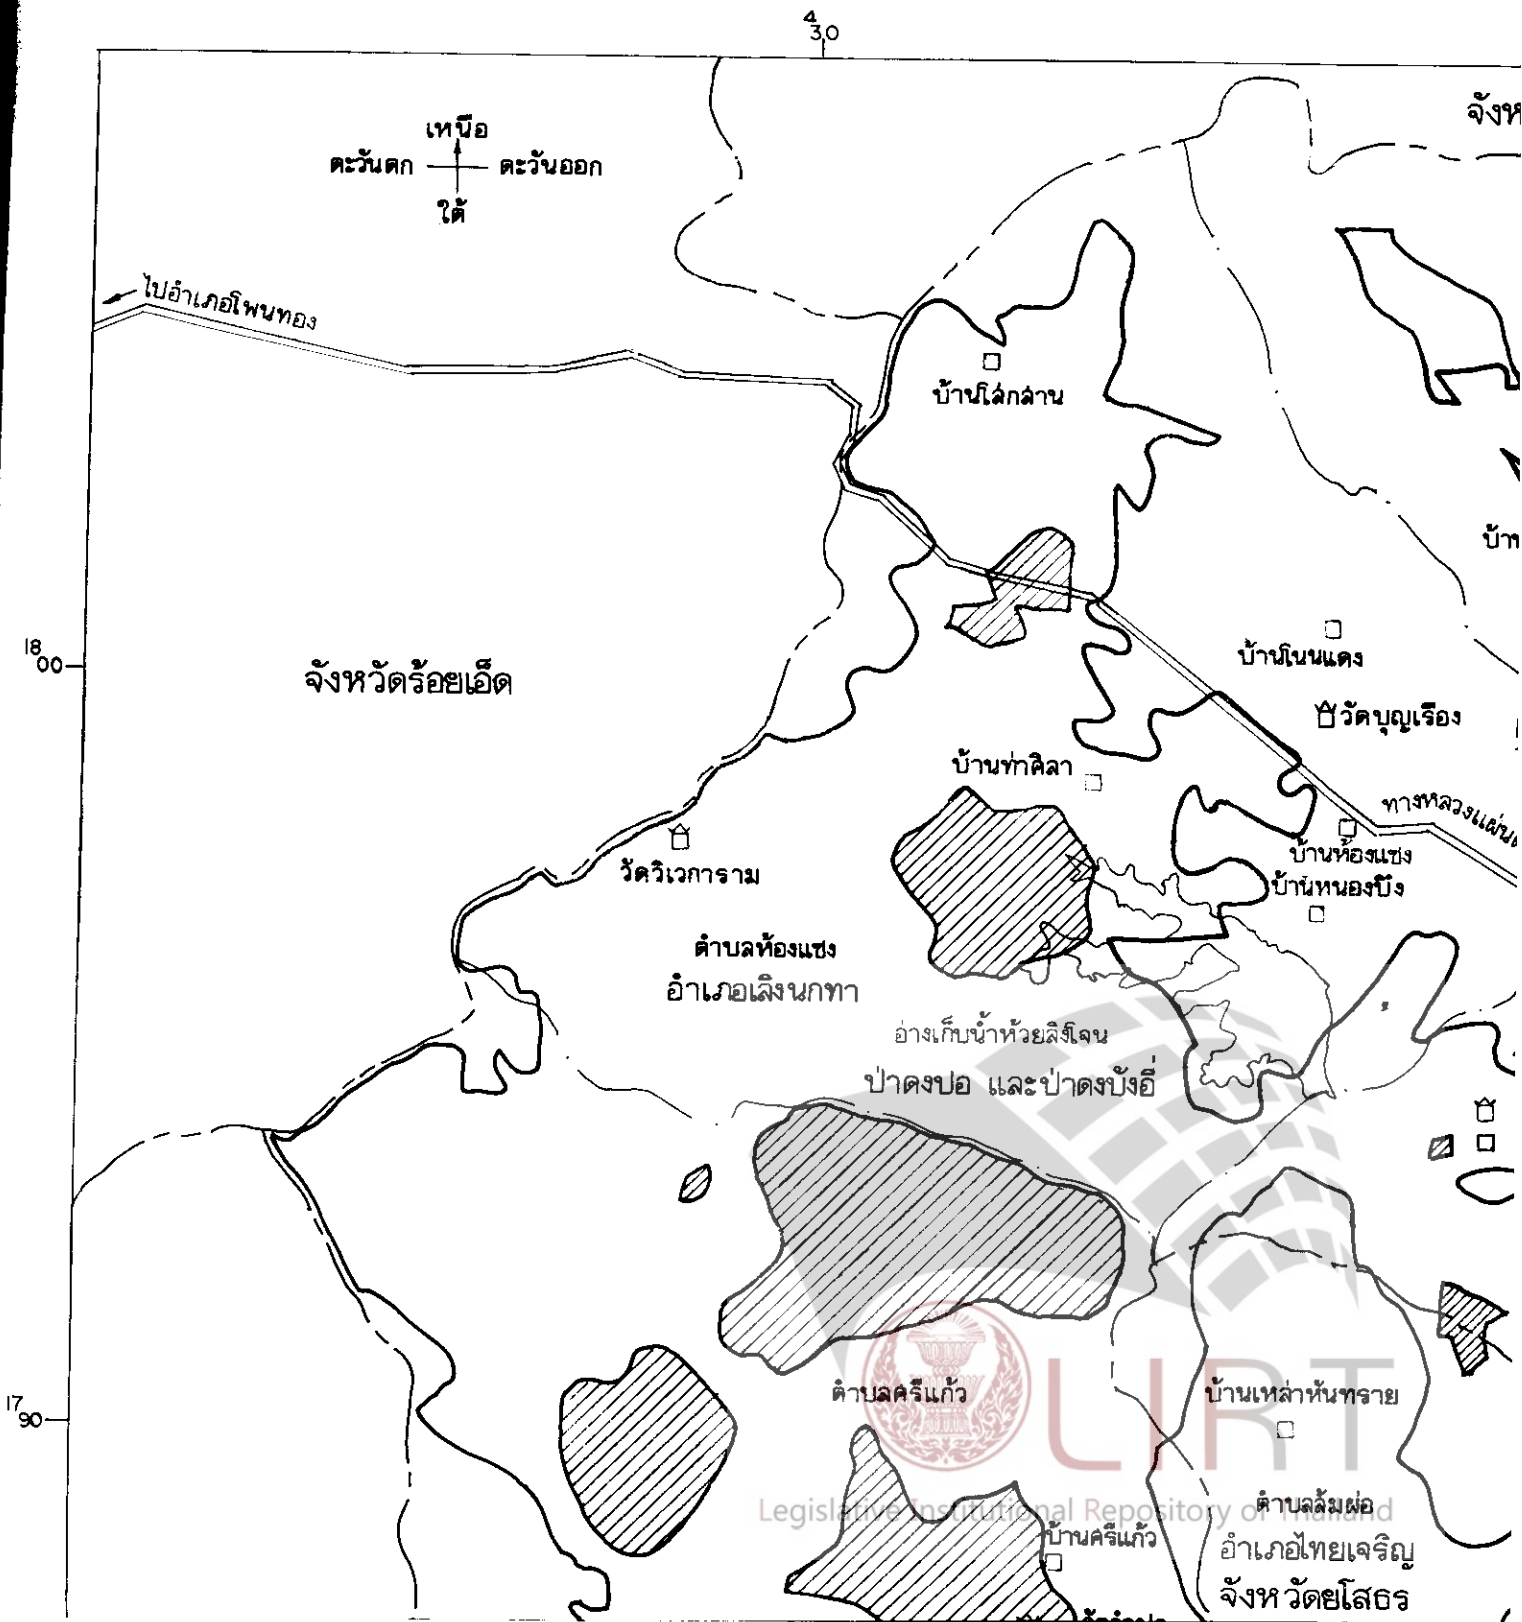 4
30
จังห
เหนือ
ตะวันตก ตะวันออก
ใต้
ไปอำเภอโพนทอง
บ้านโสกสาน
บ้าน
18
00
จังหวัดร้อยเอ็ด
บ้านโนนแดง
วัดบุญเรือง
บ้านท่าศิลา
ทางหลวงแผ่น
บ้านห้องแซง
วัดวิเวการาม
บ้านหนองบึง
ตำบลห้องแซง
อำเภอเลิงนกทา
อ่างเก็บน้ำห้วยลิงโจน
ป่าดงปอ และป่าดงบังอี่
17
90
ตำบลศรีแก้ว
บ้านเหล่าหันทราย
LIRT
Legislative Institutional Repository of Thailand
ตำบลส้มผ่อ
บ้านศรีแก้ว
อำเภอไทยเจริญ
จังหวัดยโสธร